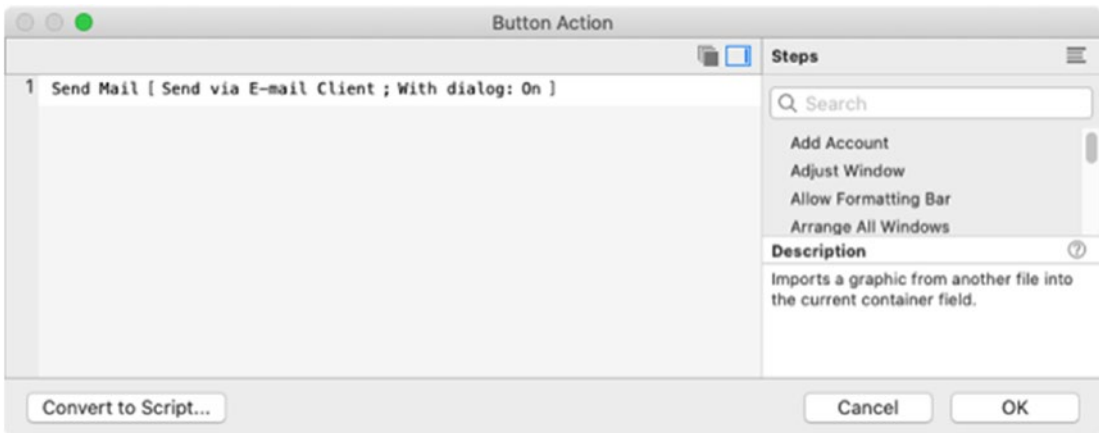 Button Action
1 Send Mail [ Send via E-mail Client ; With dialog: On ]
Steps
Search
Add Account
Adjust Window
Allow Formatting Bar
Arrange All Windows
Description
Imports a graphic from another file into
the current container field.
Convert to Script...
Cancel
OK